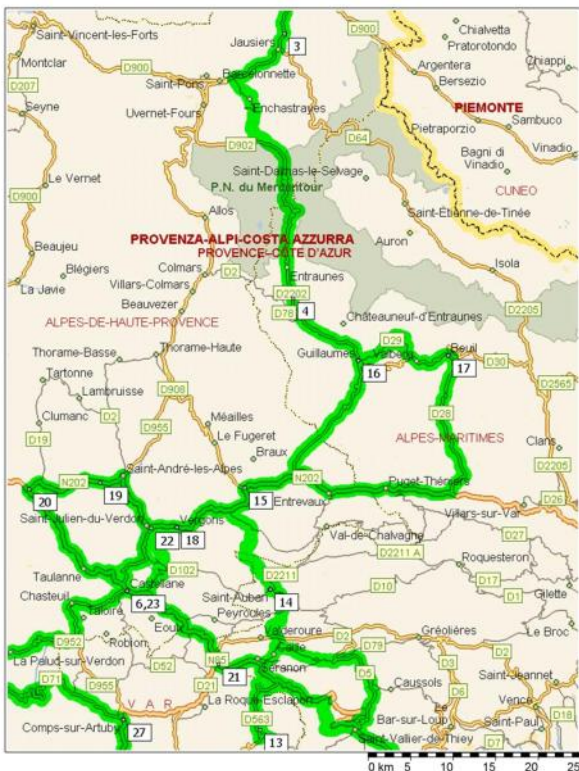 Saint-Vincent-les-Forts
Jausiers
3
D900
Chialvetta
Pratorotondo
Montclar
D900
Barcelonnette
Argentera
Chiappi
D207
Saint-Pons
Bersezio
Seyne
Uvernet-Fours
Enchastrayes
PIEMONTE
Sambuco
D902
D64
Pietraporzio
Vinadio
Le Vernet
Saint-Dalmas-le-Selvage
Bagni di
Vinadio
D900
P.N. du Mercantour
CUNEO
Allos
Saint-Étienne-de-Tinée
Beaujeu
PROVENZA-ALPI-COSTA AZZURRA
Auron
PROVENCE-CÔTE D'AZUR
Blégiers
Colmars
D2
Entraunes
Isola
La Javie
Villars-Colmars
D2202
D2205
Beauvezer
D78
4
ALPES-DE-HAUTE-PROVENCE
Châteauneuf-d'Entraunes
D29
Thorame-Basse
Thorame-Haute
Guillaumes
Valberg
Beuil
D30
Tartonne
16
17
D2565
Lambruisse
D908
D28
Clumanc
D2
Méailles
ALPES-MARITIMES
D19
D955
Le Fugeret
Clans
Saint-André-les-Alpes
Braux
D2205
N202
N202
20
19
15
Entrevaux
Puget-Théniers
D26
Saint-Julien-du-Verdon
Vergons
Villars-sur-Var
22
18
Val-de-Chalvagne
D27
D102
D2211 A
Roquesteron
Taulanne
D2211
D17
Castellane
D10
Chasteuil
6,23
Saint-Auban
14
D1
Gilette
Taloire
Peyroules
Le Broc
D952
Eoulx
Valderoure
D2
Robion
D79
Gréolières
D2
La Palud-sur-Verdon
D52
N85
Caille
D3
Saint-Jeannet
D71
21
Séranon
D5
D955
D21
Caussols
D6
V A R
La Roque-Esclapon
Le
Bar-sur-Loup
Vence
Comps-sur-Artuby
D563
Saint-Paul
D18
27
13
Saint-Vallier-de-Thiey
D7
0 km
5
10
15
20
25